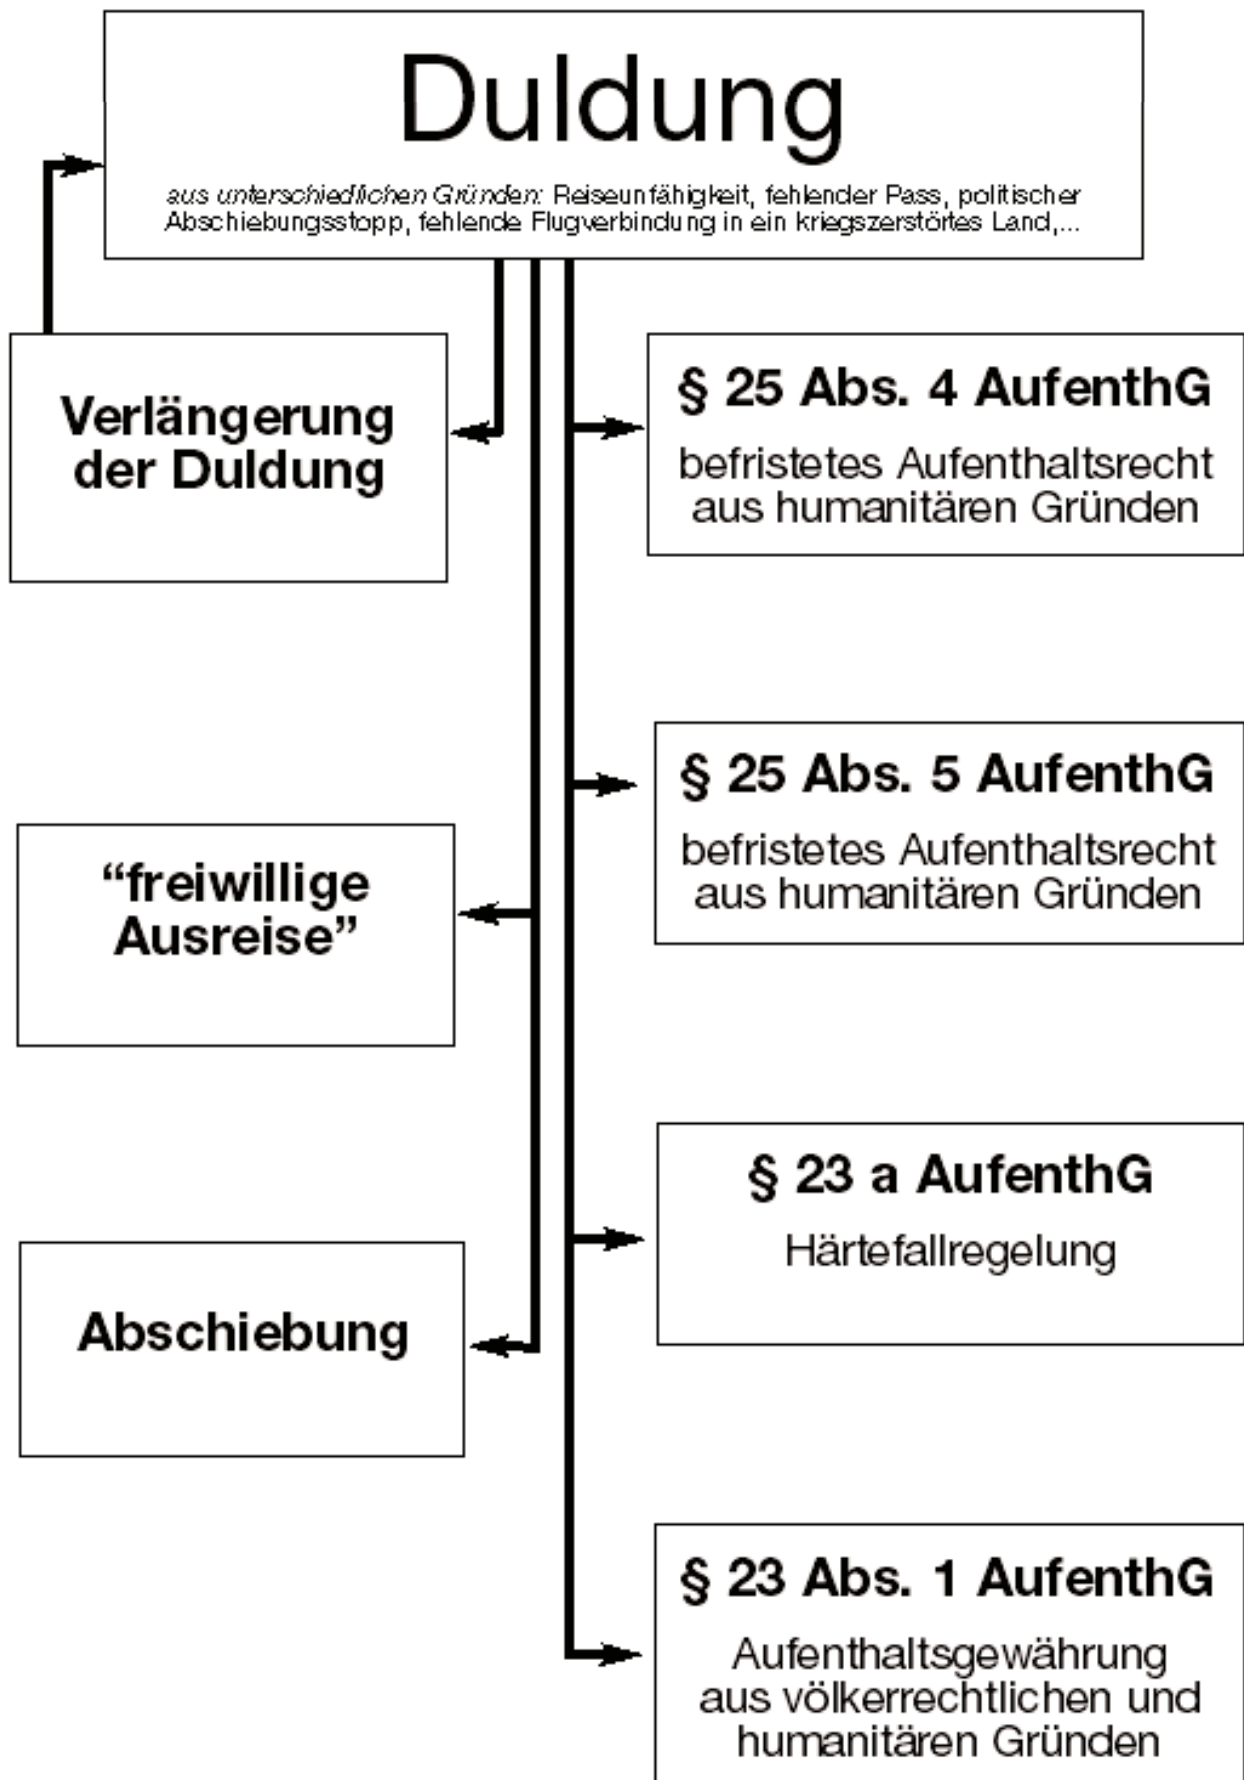 Duldung
aus unterschiedlichen Gründen: Reiseunfähigkeit, fehlender Pass, politischer
Abschiebungsstopp, fehlende Flugverbindung in ein kriegszerstörtes Land,...
Verlängerung
der Duldung
§ 25 Abs. 4 AufenthG
befristetes Aufenthaltsrecht
aus humanitären Gründen
§ 25 Abs. 5 AufenthG
befristetes Aufenthaltsrecht
aus humanitären Gründen
“freiwillige
Ausreise”
§ 23 a AufenthG
Härtefallregelung
Abschiebung
§ 23 Abs. 1 AufenthG
Aufenthaltsgewährung
aus völkerrechtlichen und
humanitären Gründen